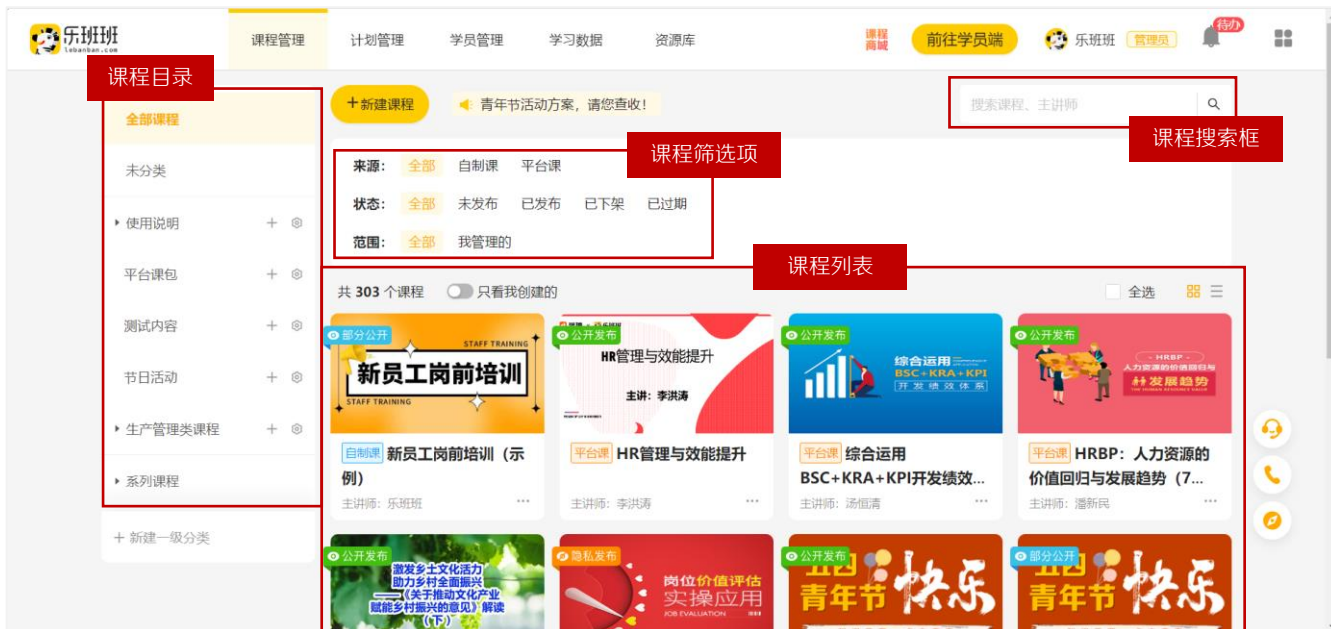 乐班班
lebanban.com
课程管理
计划管理
学员管理
学习数据
资源库
课程
商城
前往学员端
乐班班
管理员
待办
课程目录
全部课程
未分类
使用说明
平台课包
测试内容
节日活动
生产管理类课程
系列课程
+ 新建一级分类
+新建课程
青年节活动方案，请您查收！
搜索课程、主讲师
课程搜索框
课程筛选项
来源： 全部 自制课 平台课
状态： 全部 未发布 已发布 已下架 已过期
范围： 全部 我管理的
课程列表
共 303 个课程
只看我创建的
全选
部分公开
STAFF TRAINING
新员工岗前培训
STAFF TRAINING
自制课 新员工岗前培训（示
例）
主讲师：乐班班
公开发布
HR管理与效能提升
主讲：李洪涛
平台课 HR管理与效能提升
主讲师：李洪涛
公开发布
综合运用
BSC+KRA+KPI
开发绩效体系
平台课 综合运用
BSC+KRA+KPI开发绩效...
主讲师：汤恒清
公开发布
- HRBP -
人力资源的价值回归与
发展趋势
平台课 HRBP：人力资源的
价值回归与发展趋势（7...
主讲师：潘新民
公开发布
激发乡土文化活力
助力乡村全面振兴
——《关于推动文化产业
赋能乡村振兴的意见》解读
（下）
隐私发布
岗位价值评估
实操应用
JOB EVALUATION
公开发布
五四
青年节
快乐
部分公开
五四
青年节
快乐